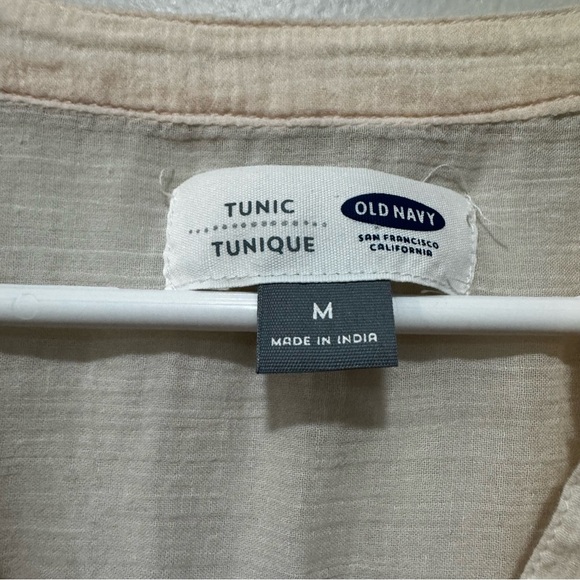 TUNIC
TUNIQUE
OLD NAVY
SAN FRANCISCO
CALIFORNIA
M
MADE IN INDIA